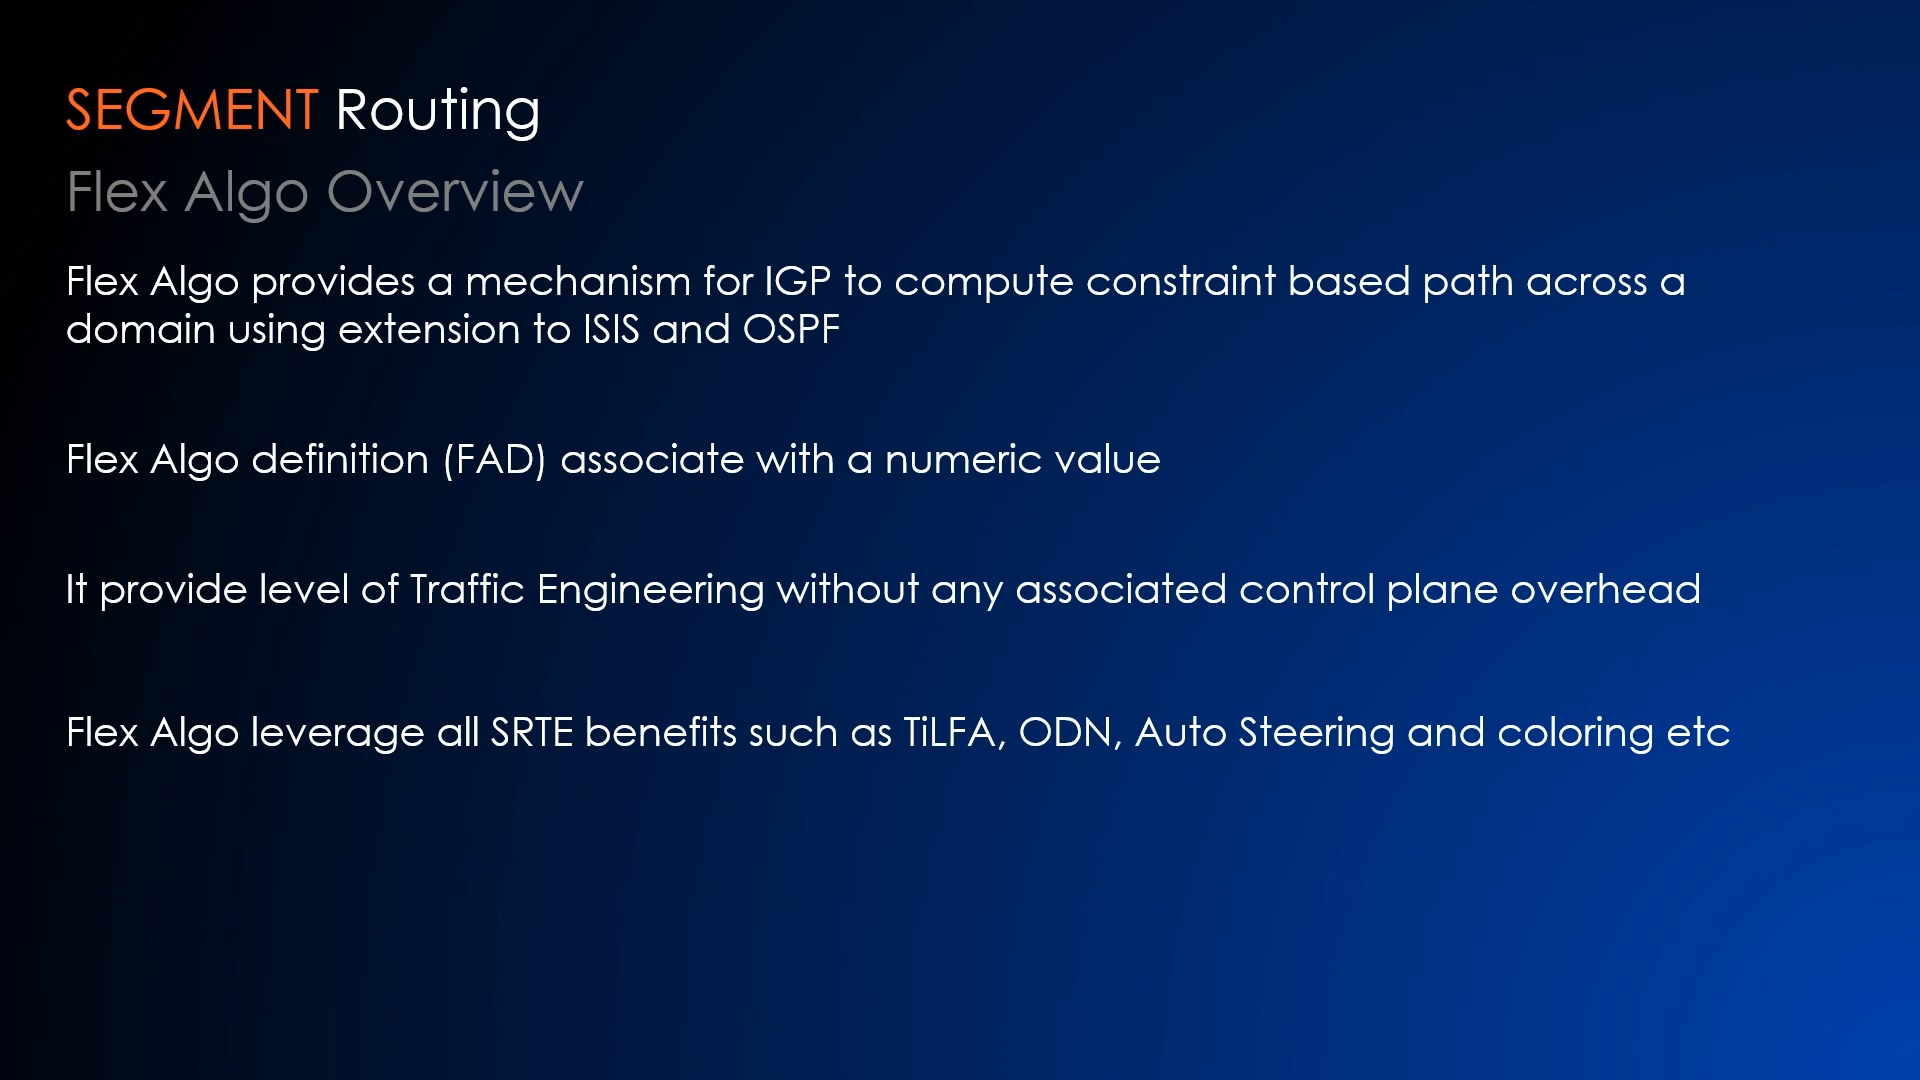 SEGMENT Routing
Flex Algo Overview
Flex Algo provides a mechanism for IGP to compute constraint based path across a
domain using extension to ISIS and OSPF
Flex Algo definition (FAD) associate with a numeric value
It provide level of Traffic Engineering without any associated control plane overhead
Flex Algo leverage all SRTE benefits such as TiLFA, ODN, Auto Steering and coloring etc